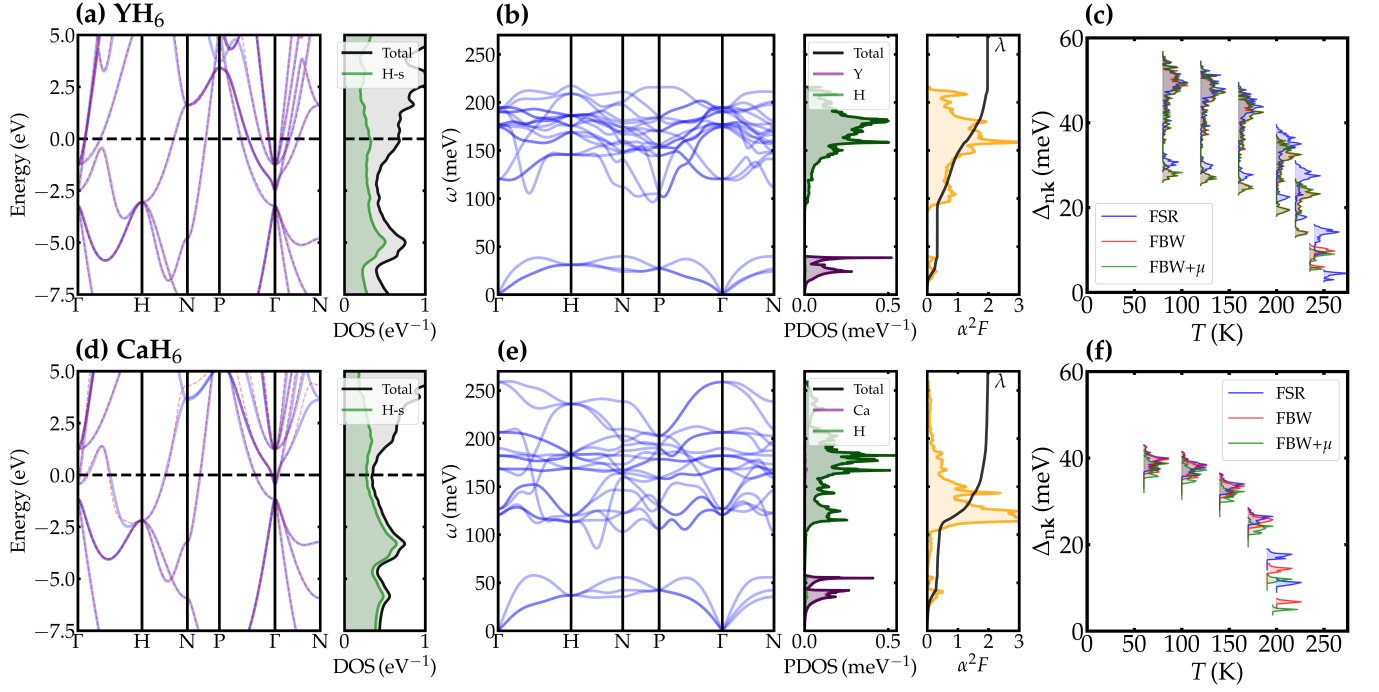 (a) YH₆
(b)
(c)
5.0
2.5
0.0
−2.5
−5.0
−7.5
Energy (eV)
Γ H N P Γ N
Total
H-s
0 1
DOS (eV⁻¹)
250
200
150
100
50
0
ω (meV)
Γ H N P Γ N
Total
Y
H
0.0 0.5
PDOS (meV⁻¹)
λ
0 1 2 3
α²F
60
40
20
0
Δnk (meV)
FSR
FBW
FBW+μ
0 50 100 150 200 250
T (K)
(d) CaH₆
(e)
(f)
5.0
2.5
0.0
−2.5
−5.0
−7.5
Energy (eV)
Γ H N P Γ N
Total
H-s
0 1
DOS (eV⁻¹)
250
200
150
100
50
0
ω (meV)
Γ H N P Γ N
Total
Ca
H
0.0 0.5
PDOS (meV⁻¹)
λ
0 1 2 3
α²F
60
40
20
0
Δnk (meV)
FSR
FBW
FBW+μ
0 50 100 150 200 250
T (K)